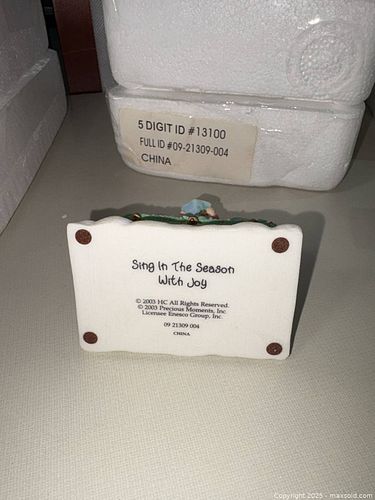 5 DIGIT ID #13100
FULL ID #09-21309-004
CHINA
Sing In The Season
With Joy
© 2003 HC All Rights Reserved.
© 2003 Precious Moments, Inc
Licensee Enesco Group, Inc.
09 21309 004
CHINA
Copyright 2025 - maxsold.com